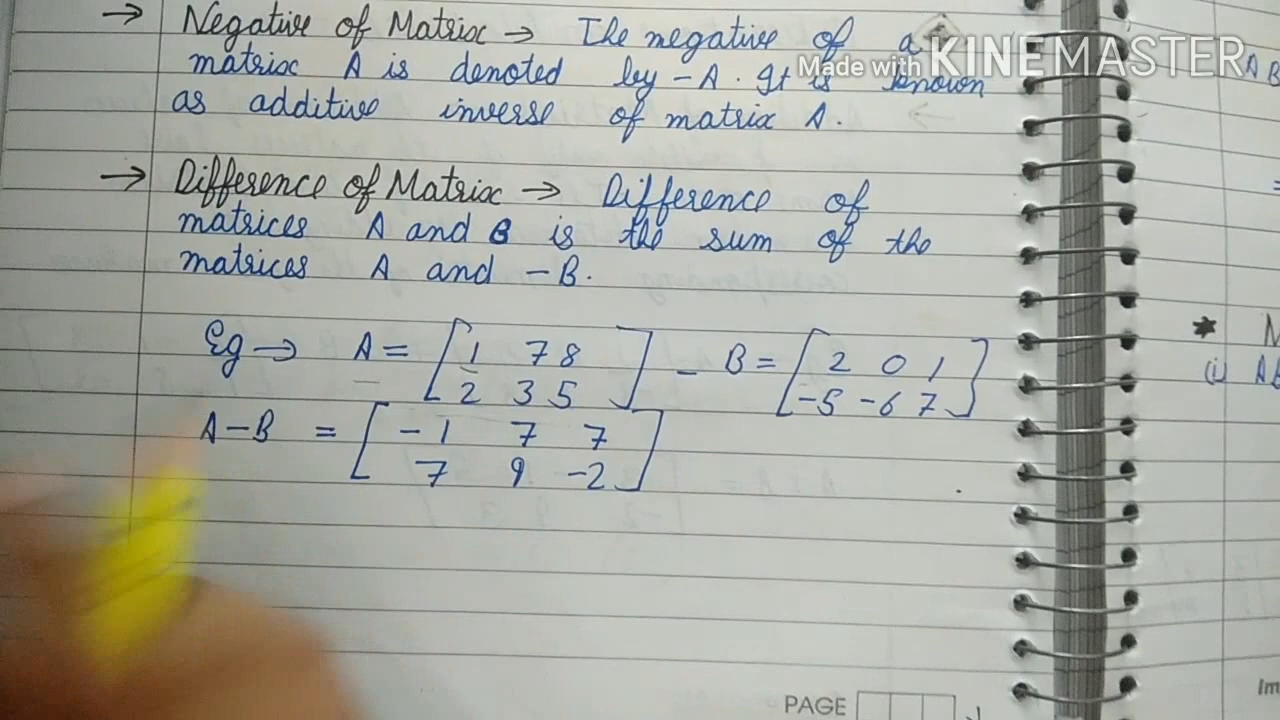 → Negative of Matrix → The negative of a
matrix A is denoted by - A. It is known
as additive inverse of matrix A.
→ Difference of Matrix → Difference of
matrices A and B is the sum of the
matrices A and - B.
Eg → A = [ 1 7 8 ] - B = [ 2 0 1 ]
2 3 5 -5 -6 7
A - B = [ -1 7 7 ]
7 9 -2
PAGE
Made with KINEMASTER
A B
=
* N
(i) A
Im